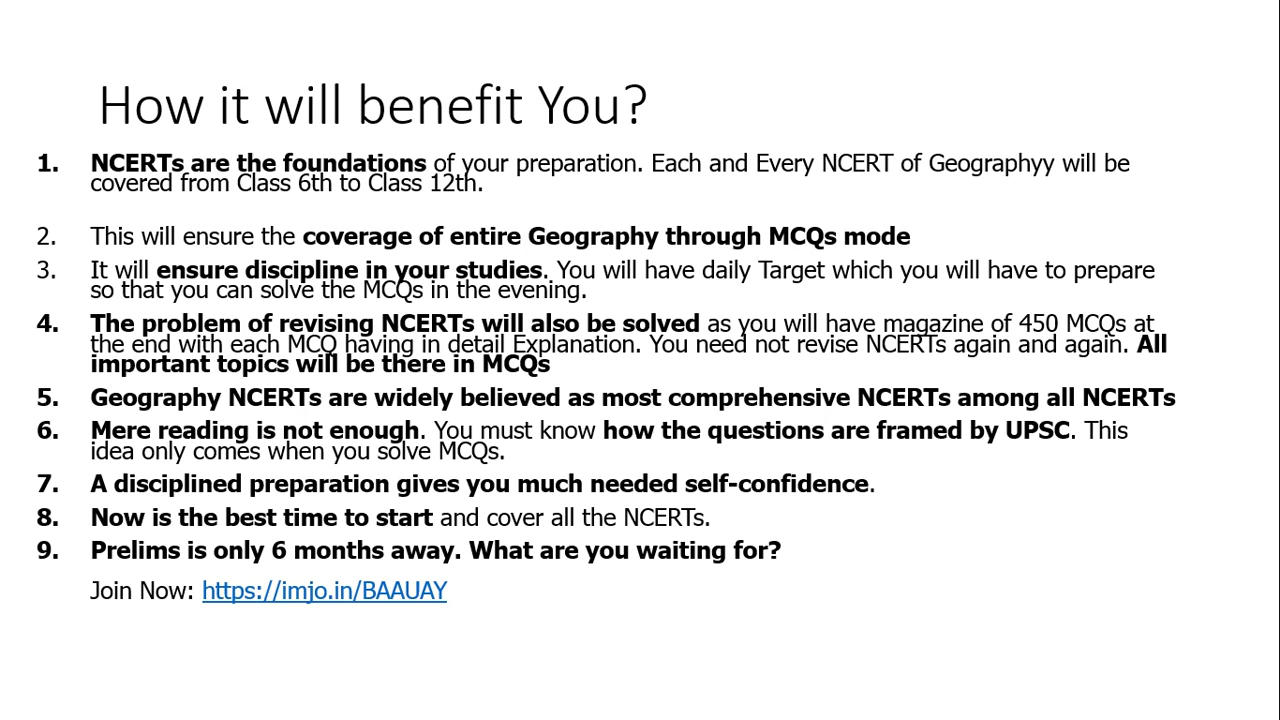 How it will benefit You?
1. NCERTs are the foundations of your preparation. Each and Every NCERT of Geographyy will be
covered from Class 6th to Class 12th.
2. This will ensure the coverage of entire Geography through MCQs mode
3. It will ensure discipline in your studies. You will have daily Target which you will have to prepare
so that you can solve the MCQs in the evening.
4. The problem of revising NCERTs will also be solved as you will have magazine of 450 MCQs at
the end with each MCQ having in detail Explanation. You need not revise NCERTs again and again. All
important topics will be there in MCQs
5. Geography NCERTs are widely believed as most comprehensive NCERTs among all NCERTs
6. Mere reading is not enough. You must know how the questions are framed by UPSC. This
idea only comes when you solve MCQs.
7. A disciplined preparation gives you much needed self-confidence.
8. Now is the best time to start and cover all the NCERTs.
9. Prelims is only 6 months away. What are you waiting for?
Join Now: https://imjo.in/BAAUAY